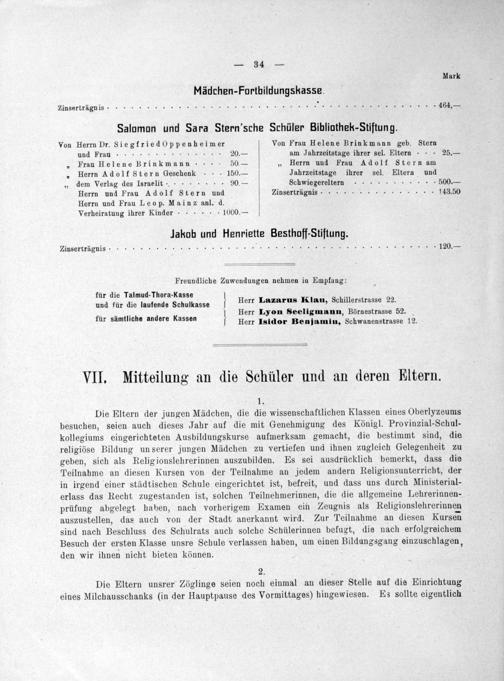 — 34 —
Mark
Mädchen-Fortbildungskasse.
Zinserträgnis . . . . . . . . . . 464,—
Salomon und Sara Stern'sche Schüler Bibliothek-Stiftung.
Von Herrn Dr. Siegfried Oppenheimer
und Frau . . . . . . . . 20.—
„ Frau Helene Brinkmann . . . 50—
„ Herrn Adolf Stern Geschenk . . . 150.—
„ dem Verlag des Israelit . . . . . 90.—
Herrn und Frau Adolf Stern und
Herrn und Frau Leop. Mainz anl. d.
Verheiratung ihrer Kinder . . . . . 1000.—
Von Frau Helene Brinkmann geb. Stern
am Jahrzeitstage ihrer sel. Eltern . . . 25.—
„ Herrn und Frau Adolf Stern am
Jahrzeitstage ihrer sel. Eltern und
Schwiegereltern . . . . . . . 500.—
Zinserträgnis . . . . . . . . 143.50
Jakob und Henriette Besthoff-Stiftung.
Zinserträgnis . . . . . . . . . . 120.—
Freundliche Zuwendungen nehmen in Empfang:
für die Talmud-Thora-Kasse
und für die laufende Schulkasse
für sämtliche andere Kassen
Herr Lazarus Klau, Schillerstrasse 22.
Herr Lyon Seeligmann, Börnestrasse 52.
Herr Isidor Benjamin, Schwanenstrasse 12.
VII. Mitteilung an die Schüler und an deren Eltern.
1.
Die Eltern der jungen Mädchen, die die wissenschaftlichen Klassen eines Oberlyzeums
besuchen, seien auch dieses Jahr auf die mit Genehmigung des Königl. Provinzial-Schul-
kollegiums eingerichteten Ausbildungskurse aufmerksam gemacht, die bestimmt sind, die
religiöse Bildung unserer jungen Mädchen zu vertiefen und ihnen zugleich Gelegenheit zu
geben, sich als Religionslehrerinnen auszubilden. Es sei ausdrücklich bemerkt, dass die
Teilnahme an diesen Kursen von der Teilnahme an jedem andern Religionsunterricht, der
in irgend einer städtischen Schule eingerichtet ist, befreit, und dass uns durch Ministerial-
erlass das Recht zugestanden ist, solchen Teilnehmerinnen, die die allgemeine Lehrerinnen-
prüfung abgelegt haben, nach vorherigem Examen ein Zeugnis als Religionslehrerinnen
auszustellen, das auch von der Stadt anerkannt wird. Zur Teilnahme an diesen Kursen
sind nach Beschluss des Schulrats auch solche Schülerinnen befugt, die nach erfolgreichem
Besuch der ersten Klasse unsre Schule verlassen haben, um einen Bildungsgang einzuschlagen,
den wir ihnen nicht bieten können.
2.
Die Eltern unsrer Zöglinge seien noch einmal an dieser Stelle auf die Einrichtung
eines Milchausschanks (in der Hauptpause des Vormittages) hingewiesen. Es sollte eigentlich